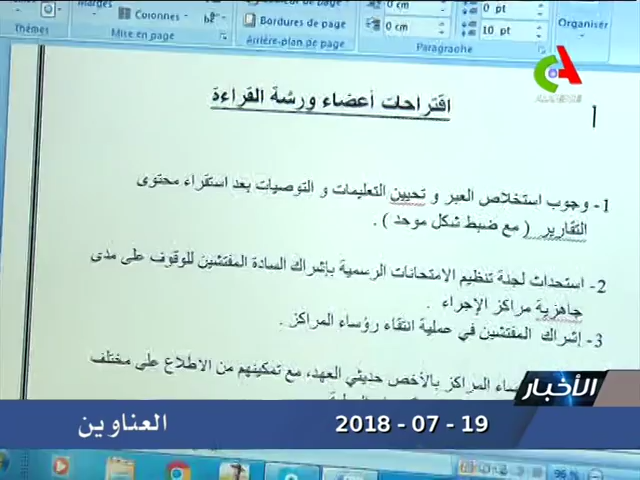 Marges
Colonnes
Bordures de page
0 cm
0 cm
0 pt
10 pt
Organiser
Thèmes
Mise en page
Arrière-plan de page
Paragraphe
اقتراحات أعضاء ورشة القراءة
1- وجوب استخلاص العبر و تحيين التعليمات و التوصيات بعد استقراء محتوى
التقارير ( مع ضبط شكل موحد ) .
2- استحداث لجنة تنظيم الامتحانات الرسمية بإشراك السادة المفتشين للوقوف على مدى
جاهزية مراكز الإجراء .
3- إشراك المفتشين في عملية انتقاء رؤساء المراكز .
المراكز بالأخص حديثي العهد، مع تمكينهم من الاطلاع على مختلف
الأخبار
العناوين
2018 - 07 - 19
96 %